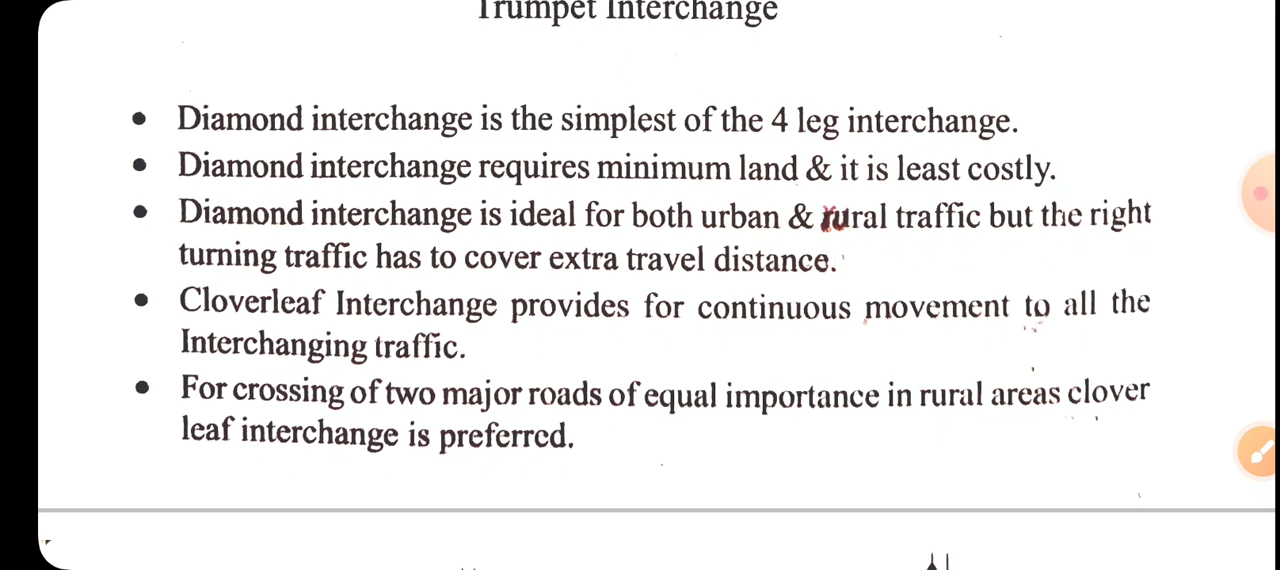 Trumpet Interchange
• Diamond interchange is the simplest of the 4 leg interchange.
• Diamond interchange requires minimum land & it is least costly.
• Diamond interchange is ideal for both urban & rural traffic but the right
turning traffic has to cover extra travel distance.
• Cloverleaf Interchange provides for continuous movement to all the
Interchanging traffic.
• For crossing of two major roads of equal importance in rural areas clover
leaf interchange is preferred.